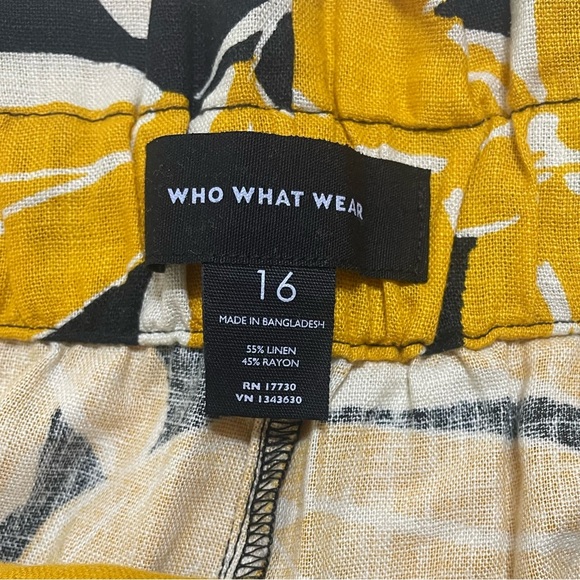 WHO WHAT WEAR
16
MADE IN BANGLADESH
55% LINEN
45% RAYON
RN 17730
VN 1343630